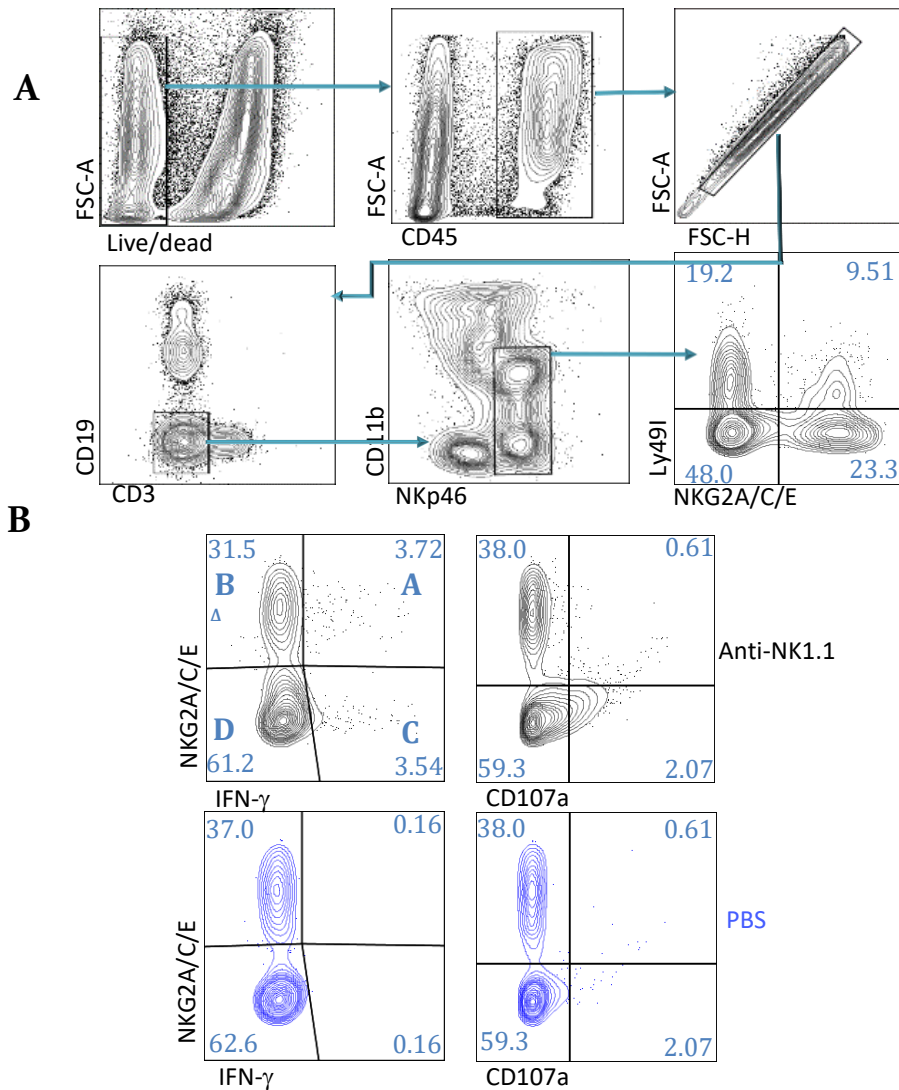 A
FSC-A
Live/dead
FSC-A
CD45
FSC-A
FSC-H
CD19
CD3
CD11b
NKp46
19.2 9.51
Ly49I
48.0 23.3
NKG2A/C/E
B
31.5 3.72
B A
Δ
NKG2A/C/E
D C
61.2 3.54
IFN-γ
38.0 0.61
59.3 2.07
CD107a
Anti-NK1.1
37.0 0.16
NKG2A/C/E
62.6 0.16
IFN-γ
38.0 0.61
59.3 2.07
CD107a
PBS